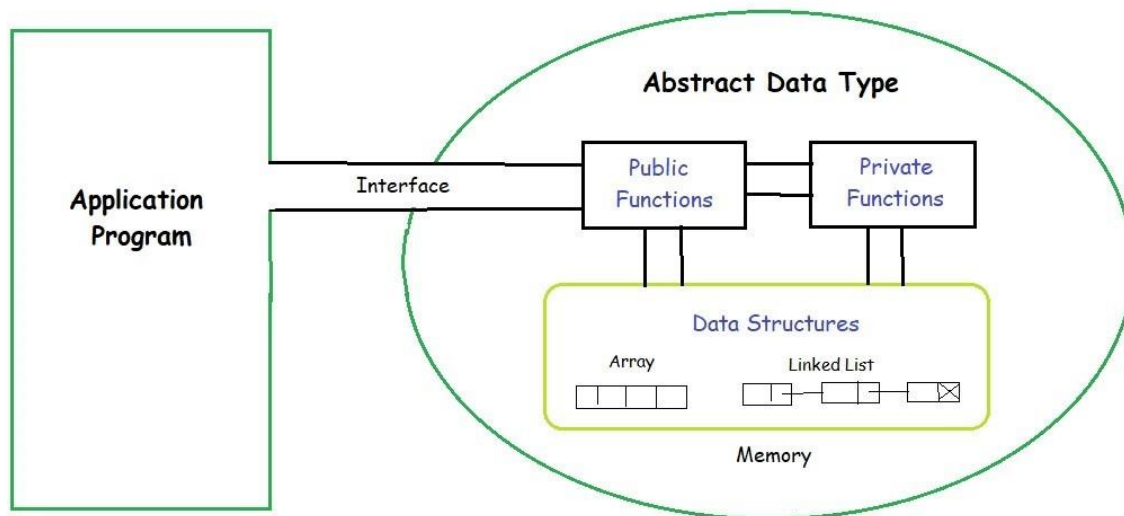 Abstract Data Type
Application
Program
Interface
Public
Functions
Private
Functions
Data Structures
Array
Linked List
Memory